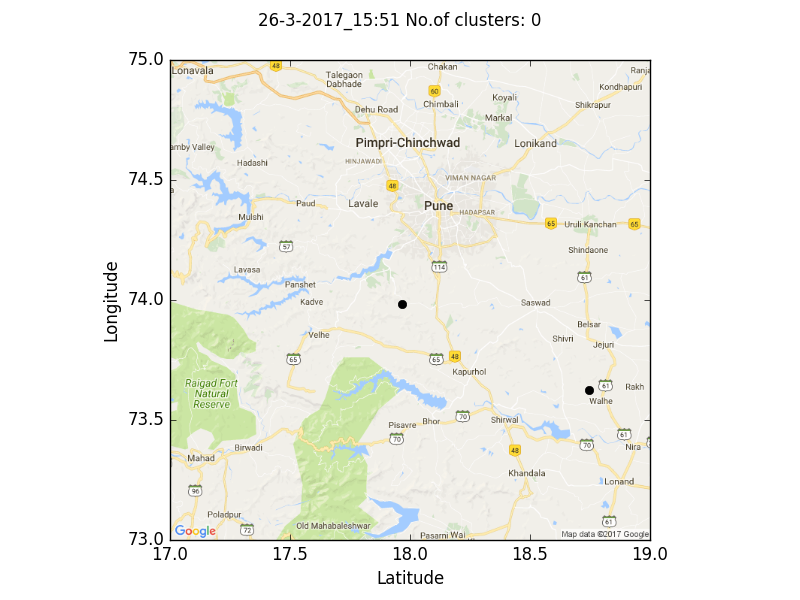 26-3-2017_15:51 No.of clusters: 0
75.0
Lonavala
48
Talegaon
Dabhade
Chakan
Ranja
Kondhapuri
60
Chimbali
Koyali
Shikrapur
Dehu Road
Markal
Pimpri-Chinchwad
Lonikand
amby Valley
HINJAWADI
Hadashi
VIMAN NAGAR
74.5
48
Paud
Lavale
Pune
HADAPSAR
Mulshi
65
Uruli Kanchan
65
57
Shindaone
Lavasa
114
61
Panshet
Longitude
74.0
Kadve
Saswad
Belsar
Velhe
Shivri
Jejuri
65
65
48
Kapurhol
Raigad Fort
Natural
Reserve
61
Rakh
Walhe
73.5
Pisavre
Bhor
70
Shirwal
70
61
Birwadi
48
70
Nira
61
Mahad
Khandala
Lonand
96
Poladpur
72
Old Mahabaleshwar
61
Google
Pasarni Wai
Map data ©2017 Google
73.0
17.0
17.5
18.0
18.5
19.0
Latitude